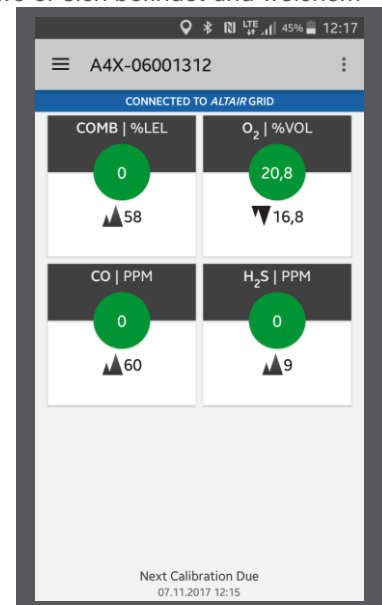 45% 12:17
A4X-06001312
CONNECTED TO ALTAIR GRID
COMB | %LEL
0
58
O₂ | %VOL
20,8
16,8
CO | PPM
0
60
H₂S | PPM
0
9
Next Calibration Due
07.11.2017 12:15